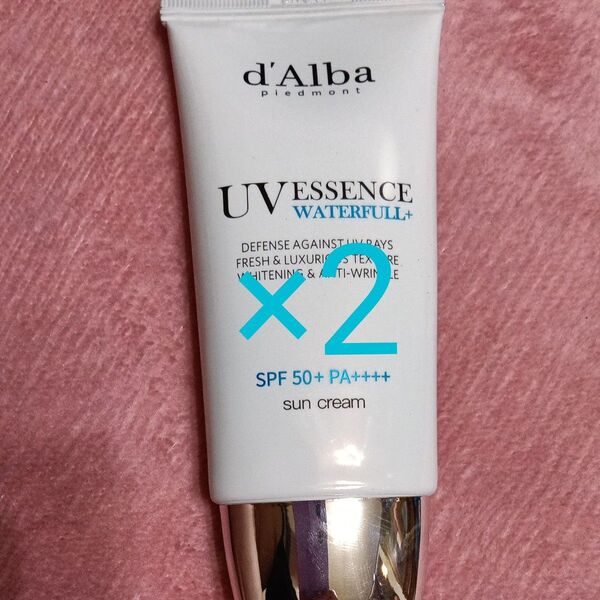 d'Alba
piedmont
UV ESSENCE
WATERFULL+
DEFENSE AGAINST UV RAYS
FRESH & LUXURIOUS TEXTURE
WHITENING & ANTI-WRINKLE
×2
SPF 50+ PA++++
sun cream